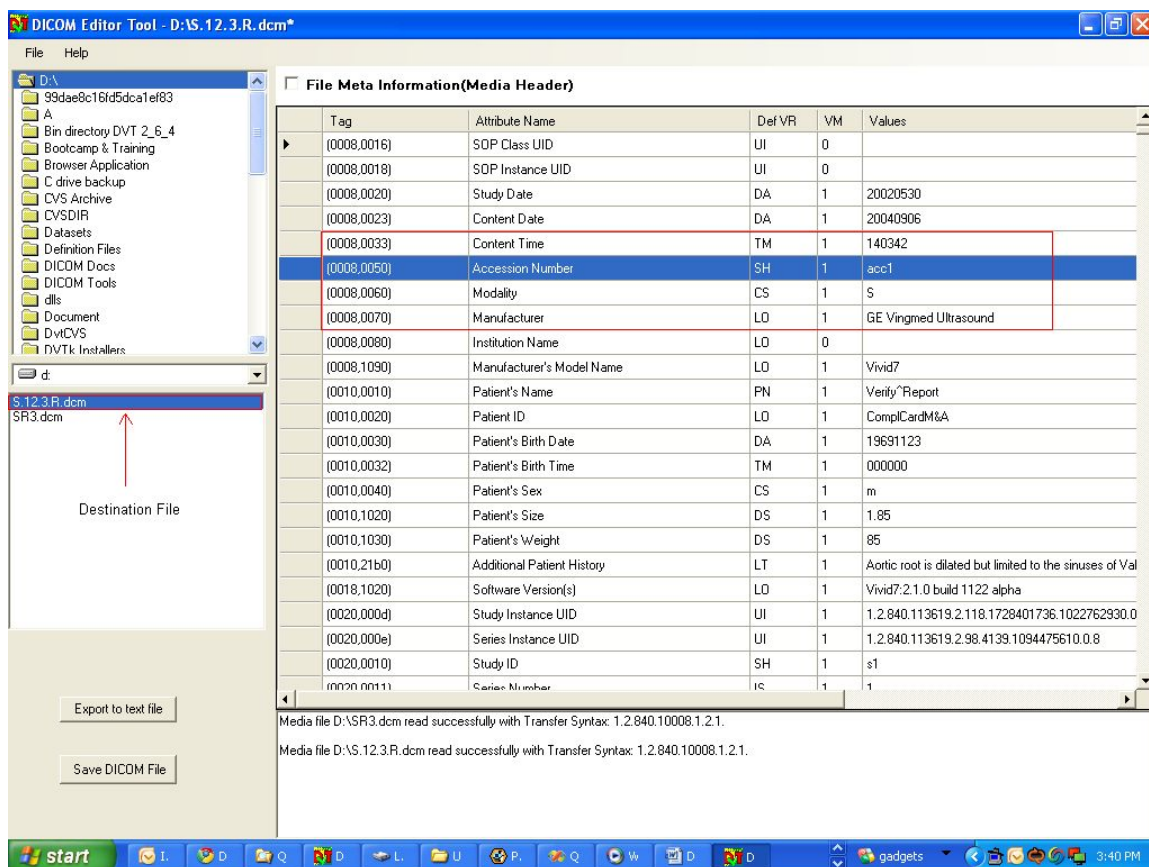 DICOM Editor Tool - D:\S.12.3.R.dcm*
File Help
D:\
99dae8c16fd5dca1ef83
A
Bin directory DVT 2_6_4
Bootcamp & Training
Browser Application
C drive backup
CVS Archive
CVSDIR
Datasets
Definition Files
DICOM Docs
DICOM Tools
dlls
Document
DvtCVS
DVTk Installers
d:
S.12.3.R.dcm
SR3.dcm
Destination File
Export to text file
Save DICOM File
File Meta Information(Media Header)
Tag Attribute Name Def VR VM Values
(0008,0016) SOP Class UID UI 0
(0008,0018) SOP Instance UID UI 0
(0008,0020) Study Date DA 1 20020530
(0008,0023) Content Date DA 1 20040906
(0008,0033) Content Time TM 1 140342
(0008,0050) Accession Number SH 1 acc1
(0008,0060) Modality CS 1 S
(0008,0070) Manufacturer LO 1 GE Vingmed Ultrasound
(0008,0080) Institution Name LO 0
(0008,1090) Manufacturer's Model Name LO 1 Vivid7
(0010,0010) Patient's Name PN 1 Verify^Report
(0010,0020) Patient ID LO 1 ComplCardM&A
(0010,0030) Patient's Birth Date DA 1 19691123
(0010,0032) Patient's Birth Time TM 1 000000
(0010,0040) Patient's Sex CS 1 m
(0010,1020) Patient's Size DS 1 1.85
(0010,1030) Patient's Weight DS 1 85
(0010,21b0) Additional Patient History LT 1 Aortic root is dilated but limited to the sinuses of Val
(0018,1020) Software Version(s) LO 1 Vivid7:2.1.0 build 1122 alpha
(0020,000d) Study Instance UID UI 1 1.2.840.113619.2.118.1728401736.1022762930.0
(0020,000e) Series Instance UID UI 1 1.2.840.113619.2.98.4139.1094475610.0.8
(0020,0010) Study ID SH 1 s1
(0020,0011) Series Number IS 1 1
Media file D:\SR3.dcm read successfully with Transfer Syntax: 1.2.840.10008.1.2.1.
Media file D:\S.12.3.R.dcm read successfully with Transfer Syntax: 1.2.840.10008.1.2.1.
start I. D Q D L. U P. Q W D D gadgets 3:40 PM